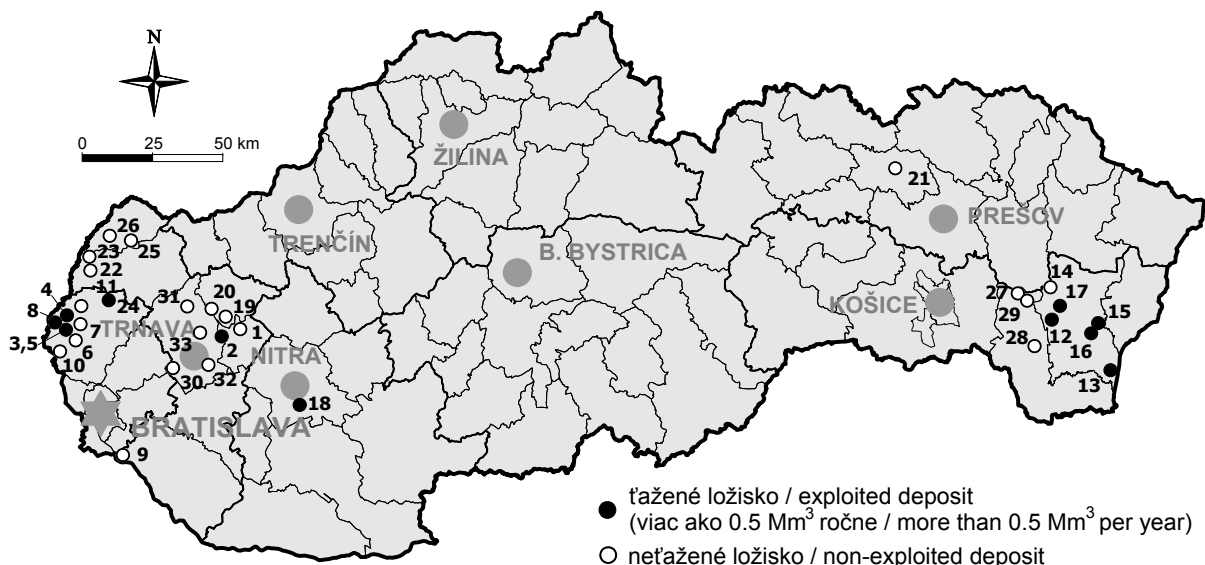 N
0 25 50 km
ŽILINA
21
PREŠOV
TRENČÍN
B. BYSTRICA
26
25
23
22
4
11
24
8
TRNAVA
3,5
7
6
10
31
20
19
1
33
2
NITRA
30
32
18
KOŠICE
14
27
17
29
15
12
28
16
13
BRATISLAVA
9
ťažené ložisko / exploited deposit
(viac ako 0.5 Mm³ ročne / more than 0.5 Mm³ per year)
neťažené ložisko / non-exploited deposit